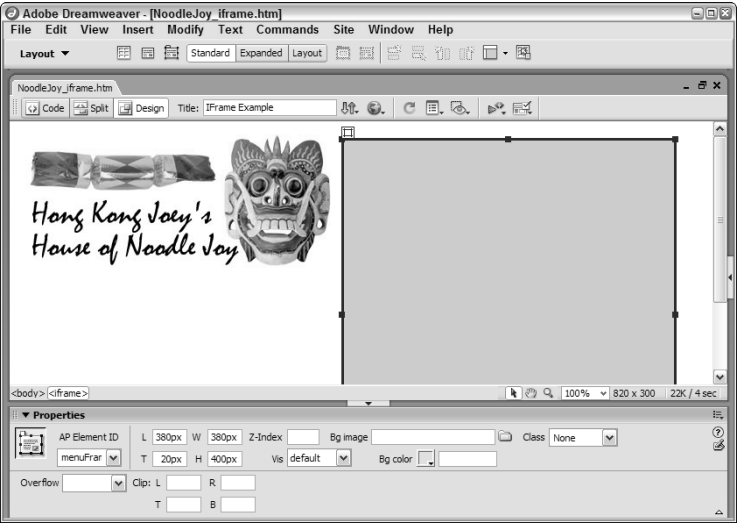 Adobe Dreamweaver - [NoodleJoy_iframe.htm]
File Edit View Insert Modify Text Commands Site Window Help
Layout Standard Expanded Layout
NoodleJoy_iframe.htm
Code Split Design Title: IFrame Example
Hong Kong Joey's
House of Noodle Joy
<body> <iframe> 100% 820 x 300 22K / 4 sec
Properties
AP Element ID L 380px W 380px Z-Index Bg image Class None
menuFrar T 20px H 400px Vis default Bg color
Overflow Clip: L R
T B